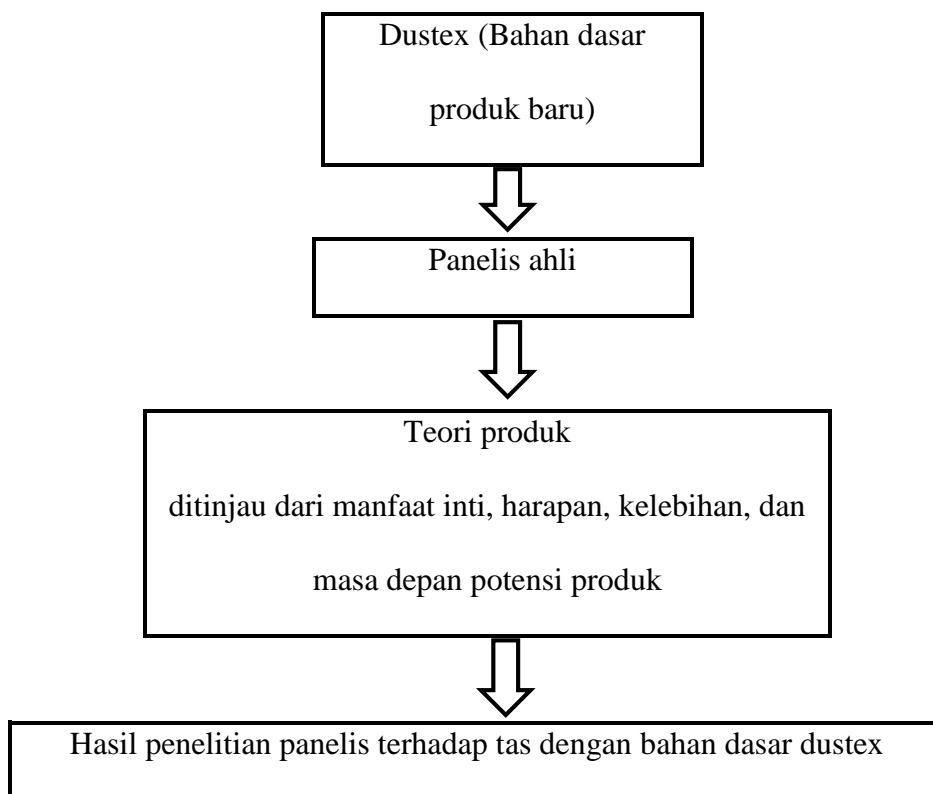 Dustex (Bahan dasar
produk baru)
Panelis ahli
Teori produk
ditinjau dari manfaat inti, harapan, kelebihan, dan
masa depan potensi produk
Hasil penelitian panelis terhadap tas dengan bahan dasar dustex